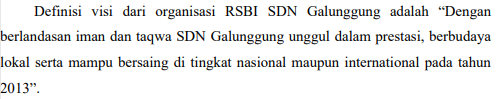 Definisi visi dari organisasi RSBI SDN Galunggung adalah “Dengan
berlandasan iman dan taqwa SDN Galunggung unggul dalam prestasi, berbudaya
lokal serta mampu bersaing di tingkat nasional maupun international pada tahun
2013”.